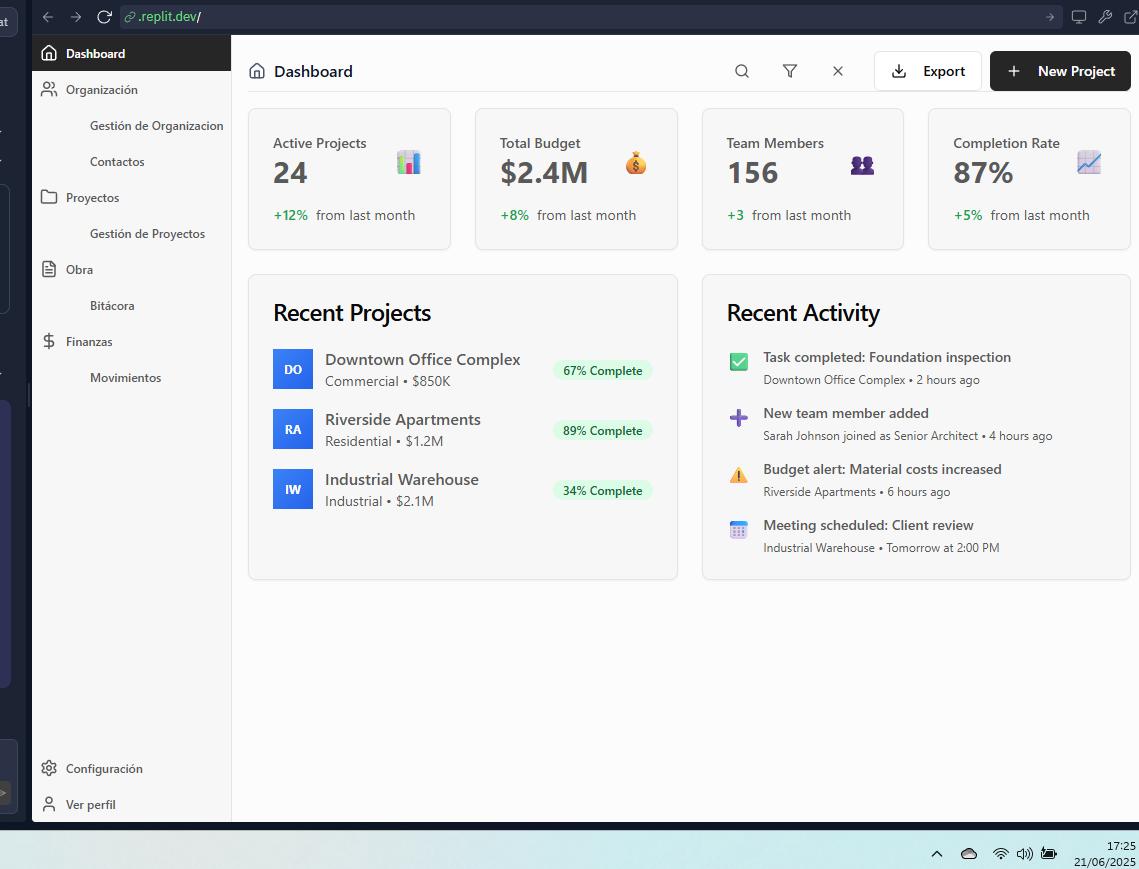 at
.replit.dev/
Dashboard
Organización
Gestión de Organizacion
Contactos
Proyectos
Gestión de Proyectos
Obra
Bitácora
Finanzas
Movimientos
Configuración
Ver perfil
Dashboard
Export
New Project
Active Projects
24
+12% from last month
Total Budget
$2.4M
+8% from last month
Team Members
156
+3 from last month
Completion Rate
87%
+5% from last month
Recent Projects
DO
Downtown Office Complex
Commercial • $850K
67% Complete
RA
Riverside Apartments
Residential • $1.2M
89% Complete
IW
Industrial Warehouse
Industrial • $2.1M
34% Complete
Recent Activity
Task completed: Foundation inspection
Downtown Office Complex • 2 hours ago
New team member added
Sarah Johnson joined as Senior Architect • 4 hours ago
Budget alert: Material costs increased
Riverside Apartments • 6 hours ago
Meeting scheduled: Client review
Industrial Warehouse • Tomorrow at 2:00 PM
17:25
21/06/2025